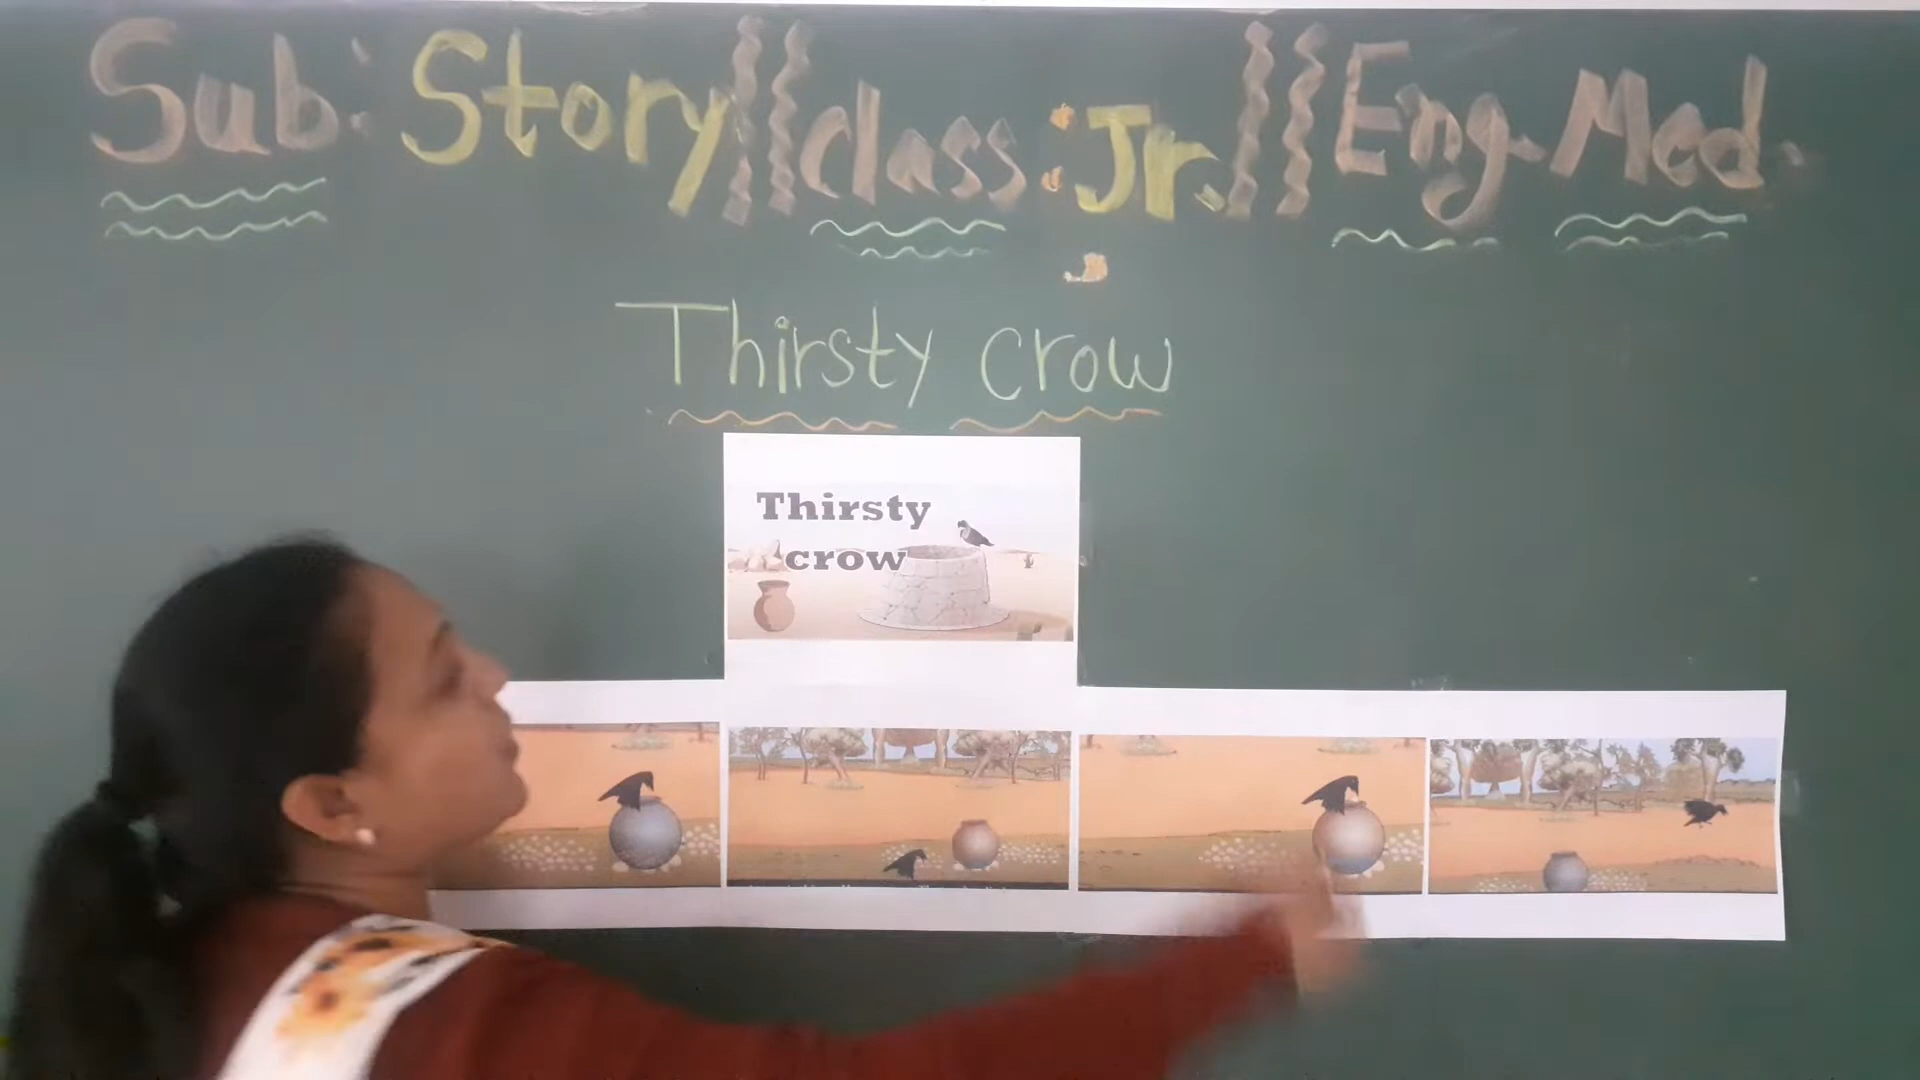 Sub: Story || class : Jr. || Eng. Med.
Thirsty crow
Thirsty
crow